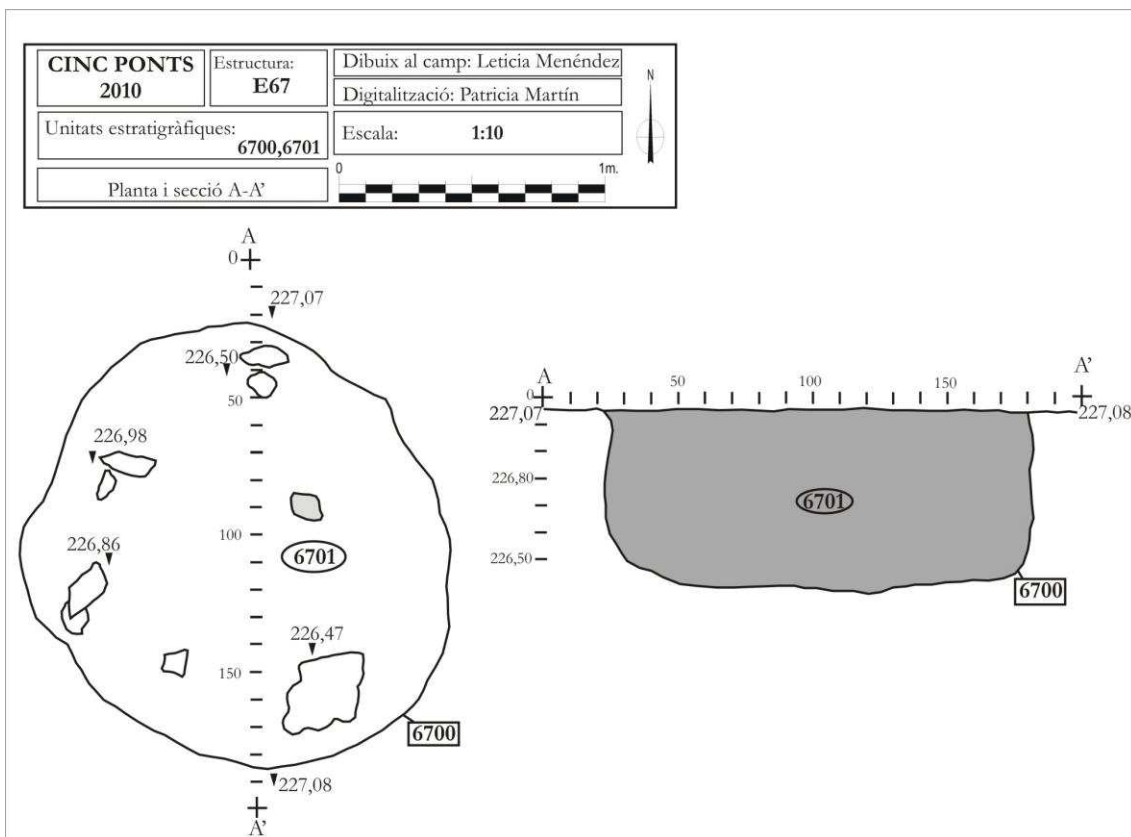 CINC PONTS
2010
Estructura:
E67
Dibuix al camp: Leticia Menéndez
Digitalització: Patricia Martín
Unitats estratigràfiques:
6700,6701
Escala: 1:10
Planta i secció A-A'
0 1m.
N
A
0
227,07
226,50
50
226,98
100
226,86
6701
226,47
150
6700
227,08
A'
A A'
0 50 100 150
227,07 227,08
226,80
6701
226,50
6700